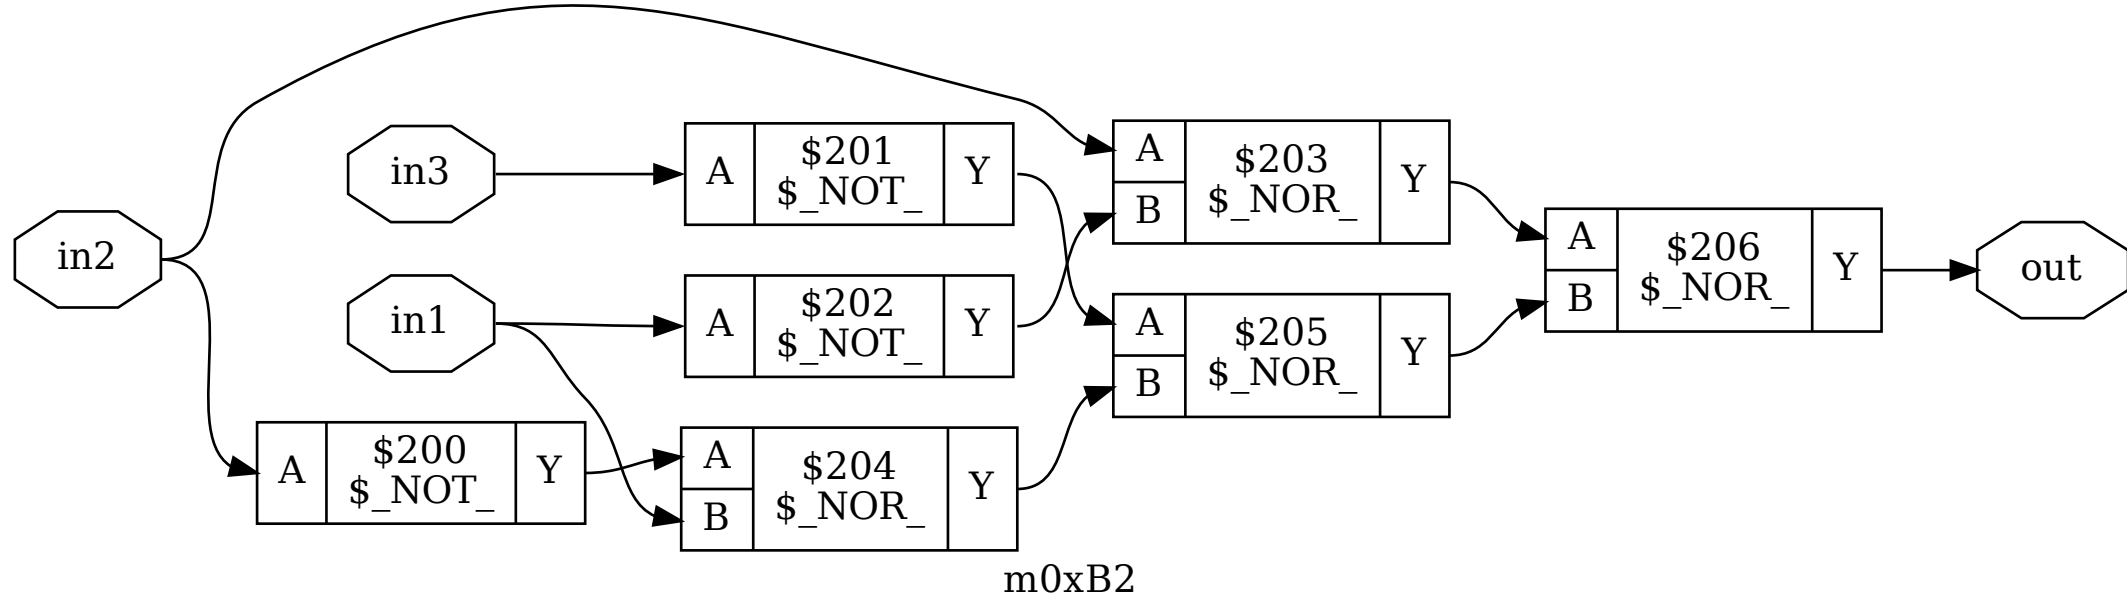 in2
in3
in1
A
$200
$_NOT_
Y
A
$201
$_NOT_
Y
A
$202
$_NOT_
Y
A
B
$204
$_NOR_
Y
A
B
$203
$_NOR_
Y
A
B
$205
$_NOR_
Y
A
B
$206
$_NOR_
Y
out
m0xB2